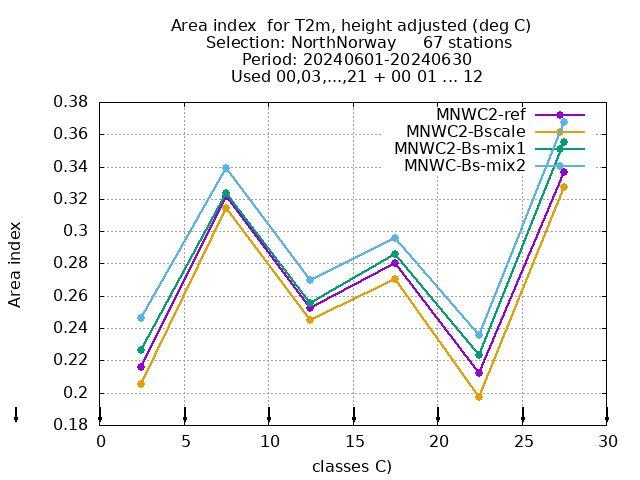 Area index  for T2m, height adjusted (deg C)
Selection: NorthNorway     67 stations
Period: 20240601-20240630
Used 00,03,...,21 + 00 01 ... 12
MNWC2-ref
MNWC2-Bscale
MNWC2-Bs-mix1
MNWC-Bs-mix2
0.38
0.36
0.34
0.32
0.3
0.28
0.26
0.24
0.22
0.2
0.18
Area index
0 5 10 15 20 25 30
classes C)